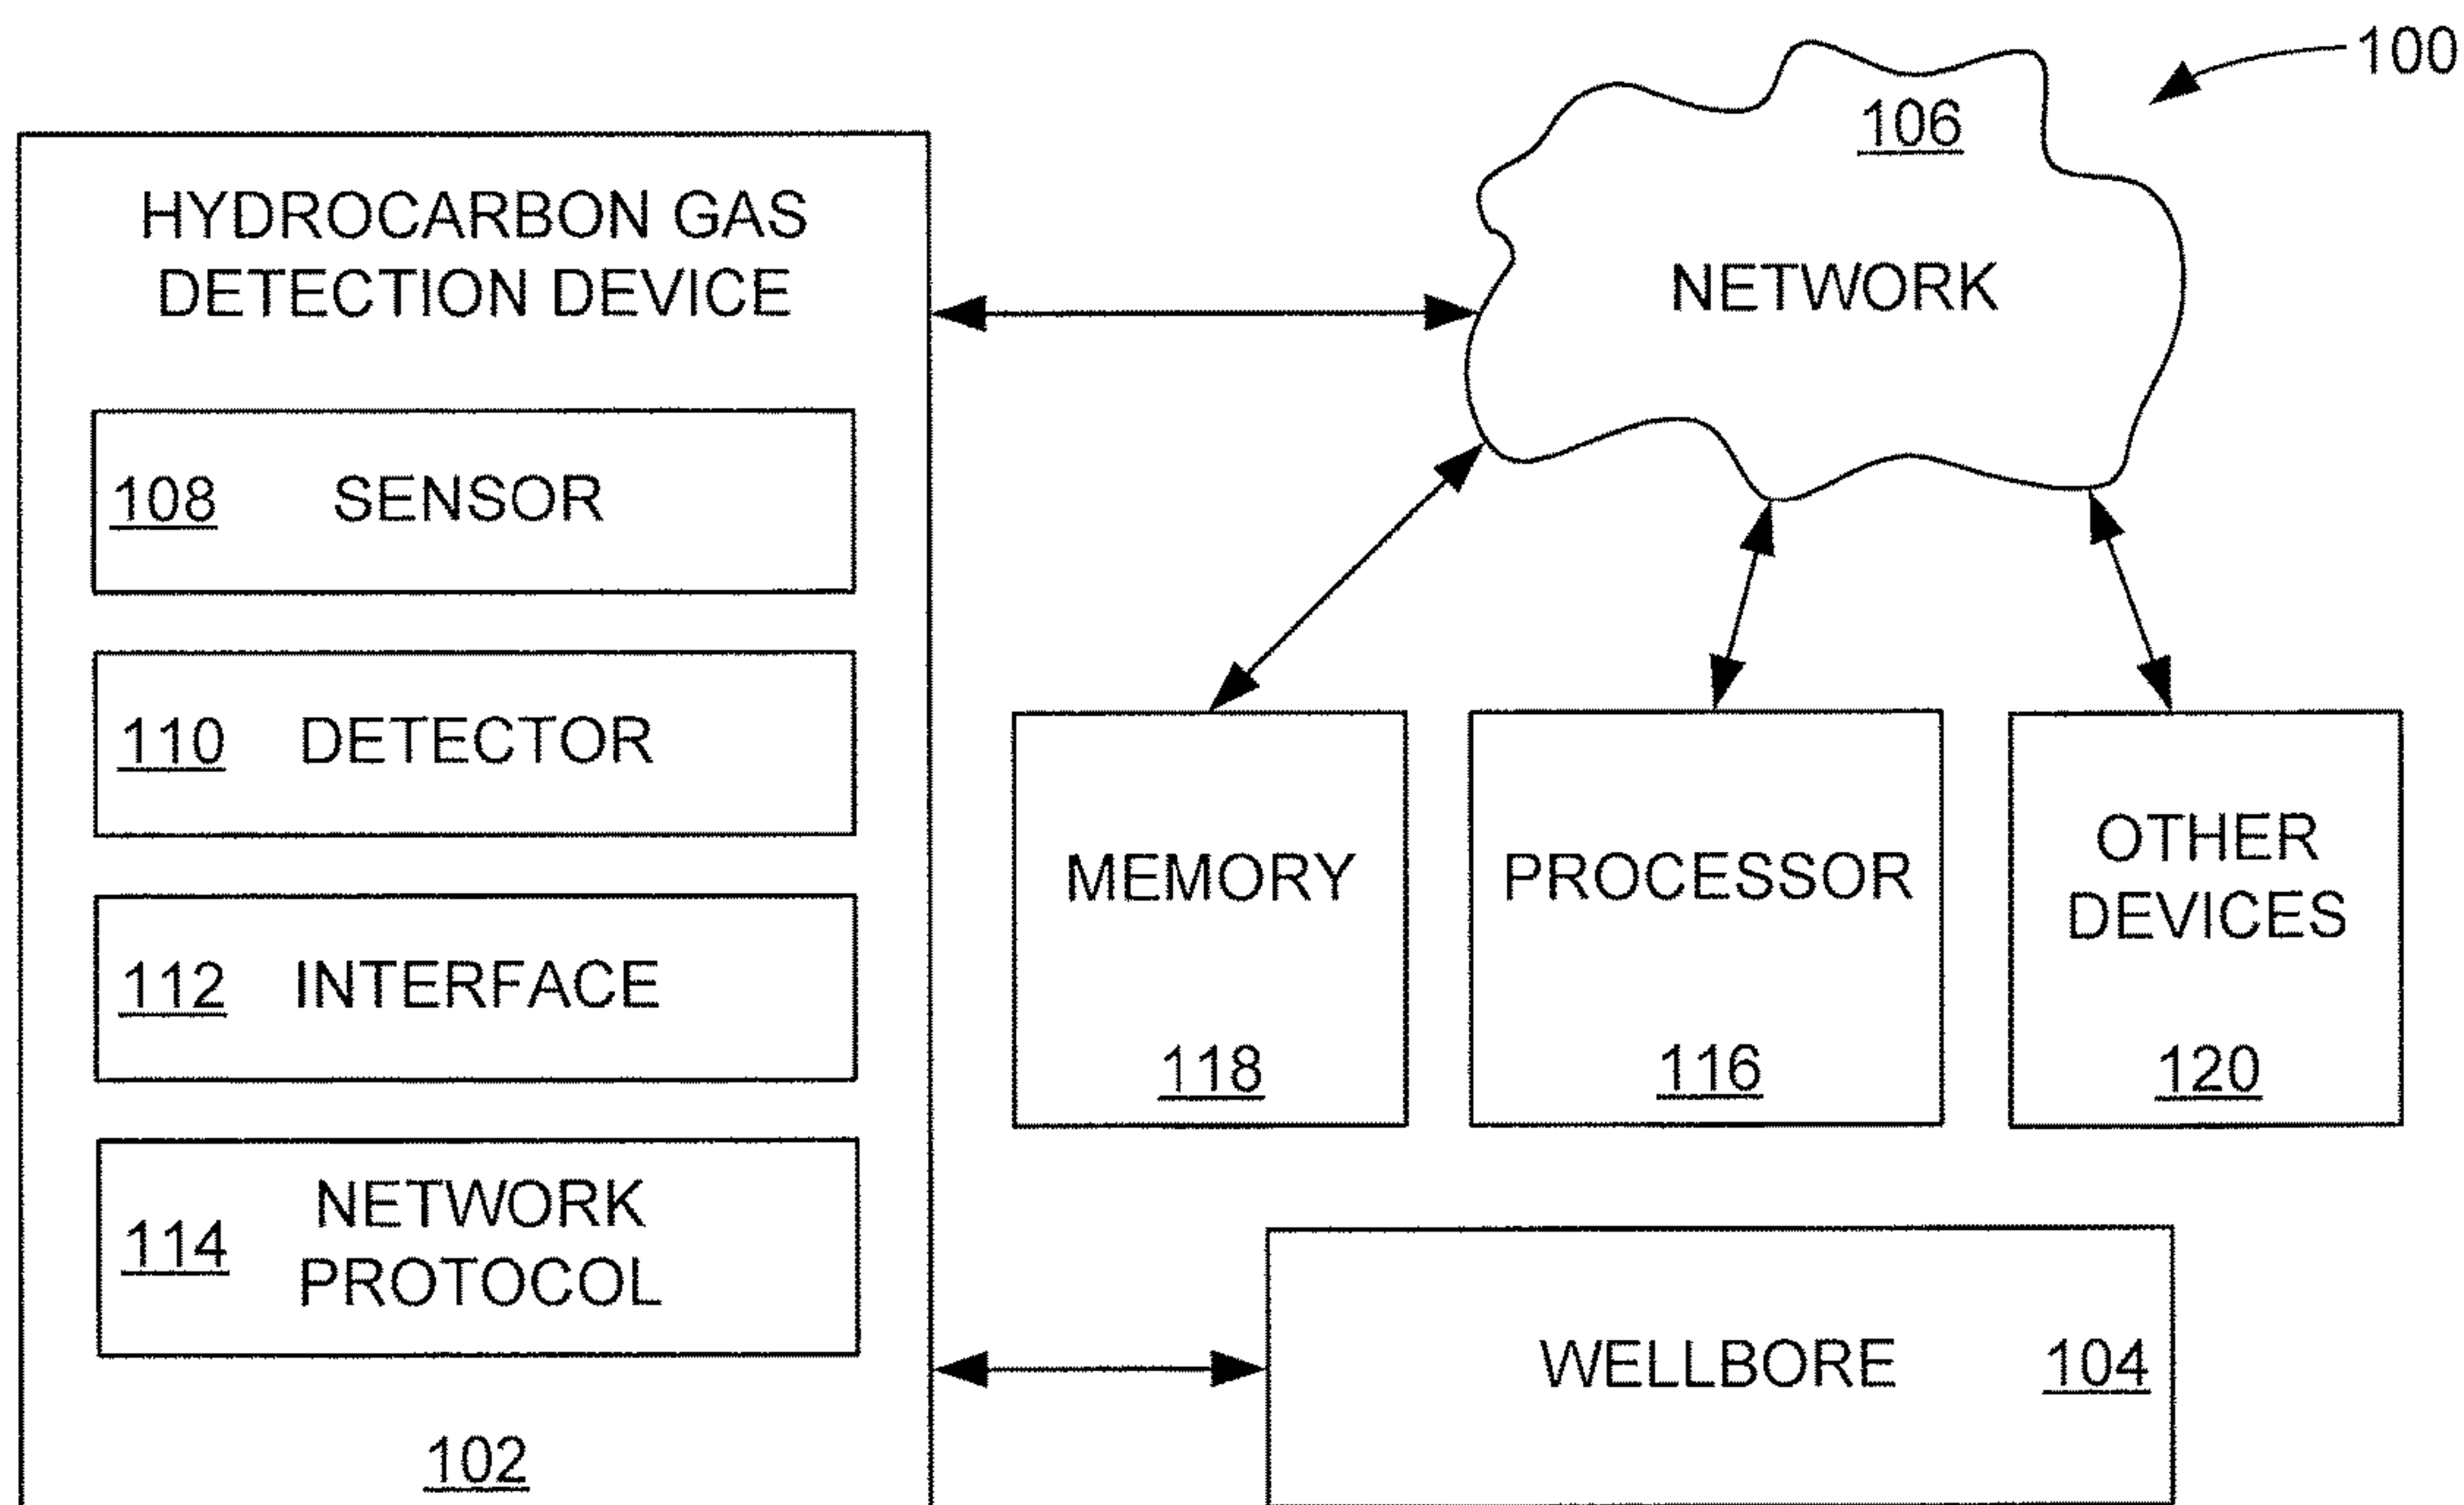 100
106
NETWORK
HYDROCARBON GAS
DETECTION DEVICE
108 SENSOR
110 DETECTOR
112 INTERFACE
114 NETWORK
PROTOCOL
102
MEMORY
118
PROCESSOR
116
OTHER
DEVICES
120
WELLBORE 104